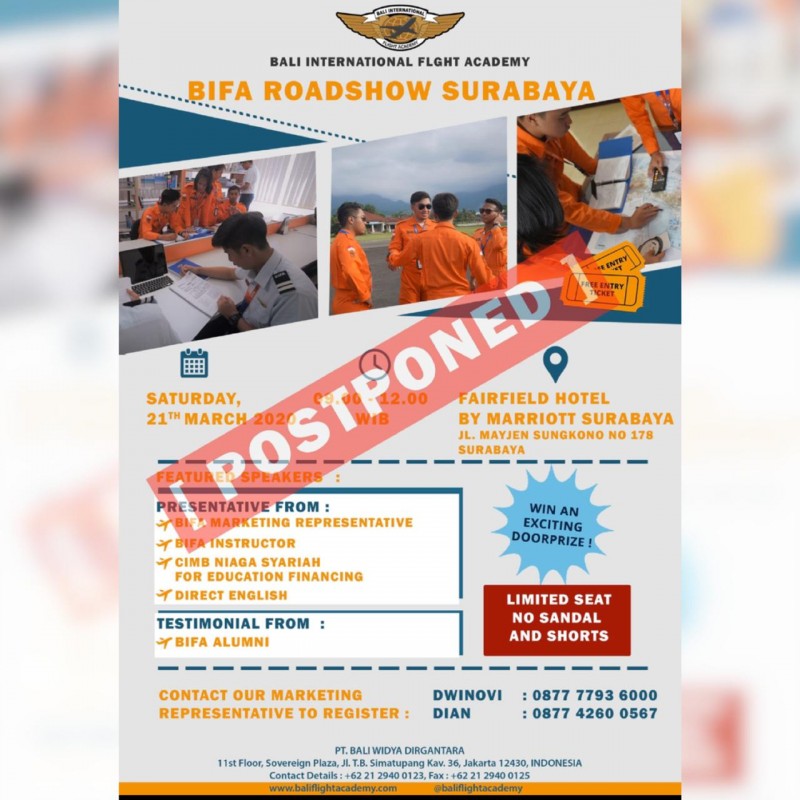 BALI INTERNATIONAL
FLIGHT ACADEMY
BALI INTERNATIONAL FLGHT ACADEMY
BIFA ROADSHOW SURABAYA
FREE ENTRY
TICKET
FREE ENTRY
TICKET
[ POSTPONED ]
SATURDAY,
21TH MARCH 2020
09.00 - 12.00
WIB
FAIRFIELD HOTEL
BY MARRIOTT SURABAYA
JL. MAYJEN SUNGKONO NO 178
SURABAYA
FEATURED SPEAKERS :
PRESENTATIVE FROM :
BIFA MARKETING REPRESENTATIVE
BIFA INSTRUCTOR
CIMB NIAGA SYARIAH
FOR EDUCATION FINANCING
DIRECT ENGLISH
TESTIMONIAL FROM :
BIFA ALUMNI
WIN AN
EXCITING
DOORPRIZE !
LIMITED SEAT
NO SANDAL
AND SHORTS
CONTACT OUR MARKETING
REPRESENTATIVE TO REGISTER :
DWINOVI : 0877 7793 6000
DIAN : 0877 4260 0567
PT. BALI WIDYA DIRGANTARA
11st Floor, Sovereign Plaza, Jl. T.B. Simatupang Kav. 36, Jakarta 12430, INDONESIA
Contact Details : +62 21 2940 0123, Fax : +62 21 2940 0125
www.baliflightacademy.com @baliflightacademy